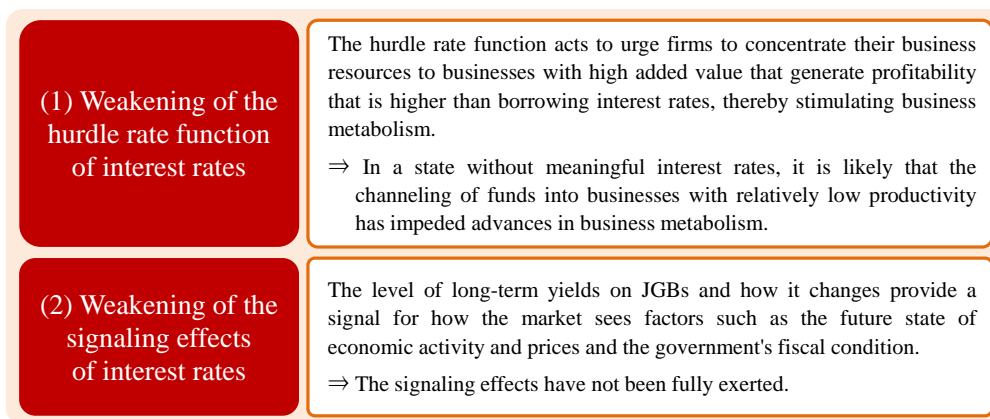 (1) Weakening of the
hurdle rate function
of interest rates
The hurdle rate function acts to urge firms to concentrate their business
resources to businesses with high added value that generate profitability
that is higher than borrowing interest rates, thereby stimulating business
metabolism.
⇒ In a state without meaningful interest rates, it is likely that the
channeling of funds into businesses with relatively low productivity
has impeded advances in business metabolism.
(2) Weakening of the
signaling effects
of interest rates
The level of long-term yields on JGBs and how it changes provide a
signal for how the market sees factors such as the future state of
economic activity and prices and the government's fiscal condition.
⇒ The signaling effects have not been fully exerted.